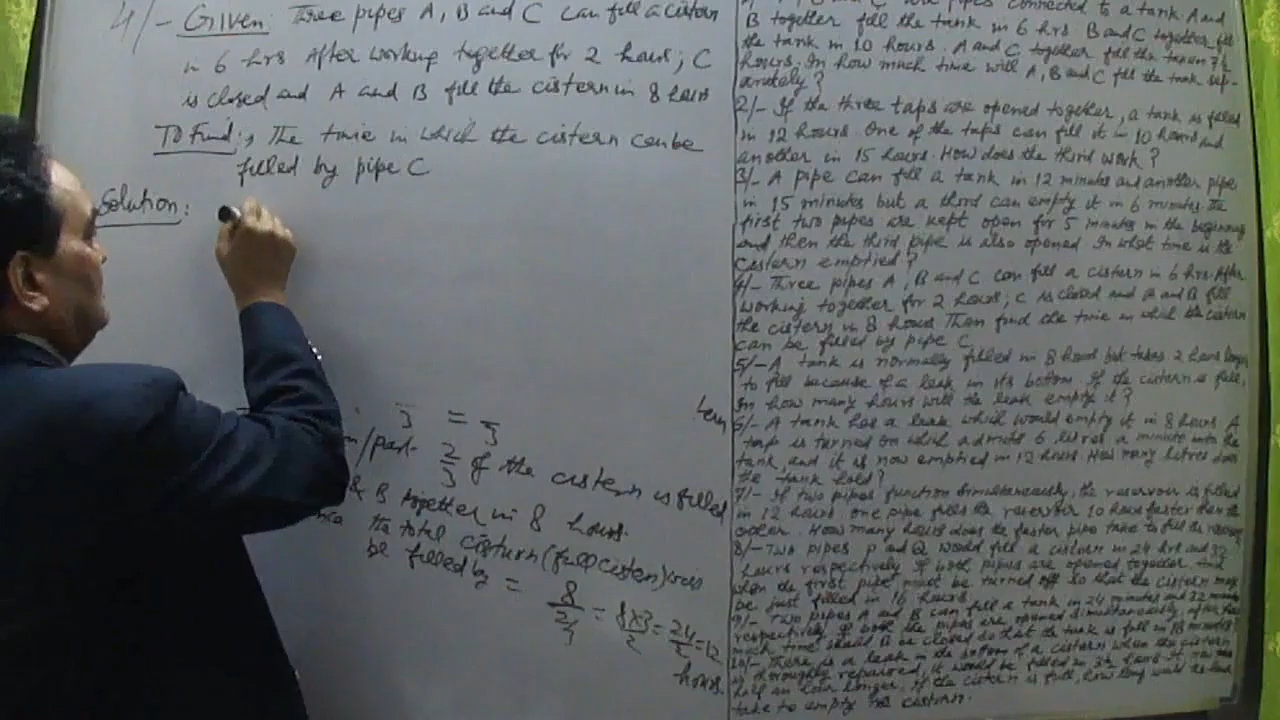 4/- Given: Three pipes A, B and C can fill a cistern
in 6 hrs After working together for 2 hours; C
is closed and A and B fill the cistern in 8 hours
To Find:, The time in which the cistern can be
filled by pipe C
Solution:
3 = 3
/part 2/3 of the cistern is filled
& B together in 8 hours.
the total cistern (full cistern)
be filled by = 8 / 2/3 = 8x3/2 = 24/2 = 12
hours.
pipes connected to a tank A and
B together fill the tank in 6 hrs B and C together fill
the tank in 10 hours. A and C together fill the tank in 7½
hours; In how much time will A, B and C fill the tank sep-
arately?
2/- If the three taps are opened together, a tank is filled
in 12 hours. One of the taps can fill it in 10 hours and
another in 15 hours. How does the third work?
3/- A pipe can fill a tank in 12 minutes and another pipe
in 15 minutes but a third can empty it in 6 minutes. The
first two pipes are kept open for 5 minutes in the beginning
and then the third pipe is also opened. In what time is the
cistern emptied?
4/- Three pipes A, B and C can fill a cistern in 6 hrs. After
working together for 2 hours; C is closed and A and B fill
the cistern in 8 hours Then find the time in which the cistern
can be filled by pipe C
5/- A tank is normally filled in 8 hours but takes 2 hours longer
to fill because of a leak in its bottom. If the cistern is full,
In how many hours will the leak empty it?
6/- A tank has a leak which would empty it in 8 hours A
tap is turned on which admits 6 litres a minute into the
tank, and it is now emptied in 12 hours. How many litres does
the tank hold?
7/- If two pipes function simultaneously, the reservoir is filled
in 12 hours one pipe fills the reservoir 10 hours faster than the
other. How many hours does the faster pipe take to fill the reservoir
8/- Two pipes P and Q would fill a cistern in 24 hrs and 32
hours respectively. If both pipes are opened together, find
when the first pipe must be turned off so that the cistern may
be just filled in 16 hours.
9/- Two pipes A and B can fill a tank in 24 minutes and 32 minutes
respectively. If both the pipes are opened simultaneously, after how
much time should B be closed so that the tank is full in 18 minutes
10/- There is a leak in the bottom of a cistern when the cistern
is thoroughly repaired, it would be filled in 3½ hours. It now
half an hour longer. If the cistern is full, how long would the leak
take to empty the cistern.